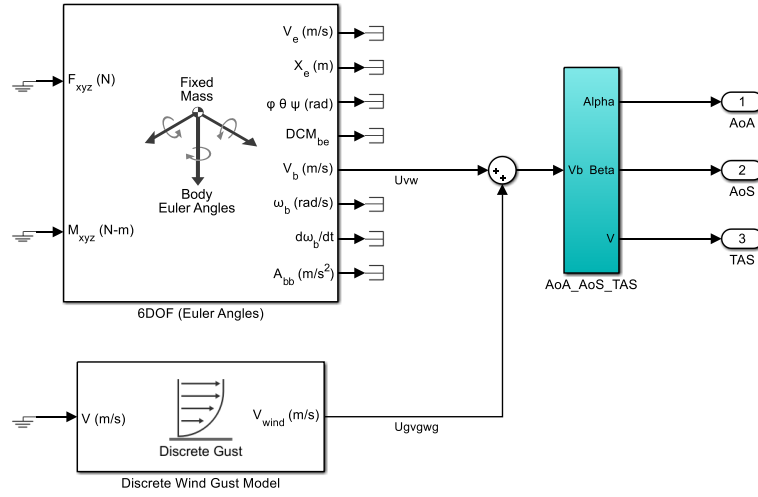 V_e (m/s)
X_e (m)
F_xyz (N)
Fixed
Mass
φ θ ψ (rad)
DCM_be
V_b (m/s)
Body
Euler Angles
ω_b (rad/s)
M_xyz (N-m)
dω_b/dt
A_bb (m/s²)
6DOF (Euler Angles)
Uvw
Alpha
Vb Beta
V
AoA_AoS_TAS
1
AoA
2
AoS
3
TAS
V (m/s)
V_wind (m/s)
Discrete Gust
Ugvgwg
Discrete Wind Gust Model